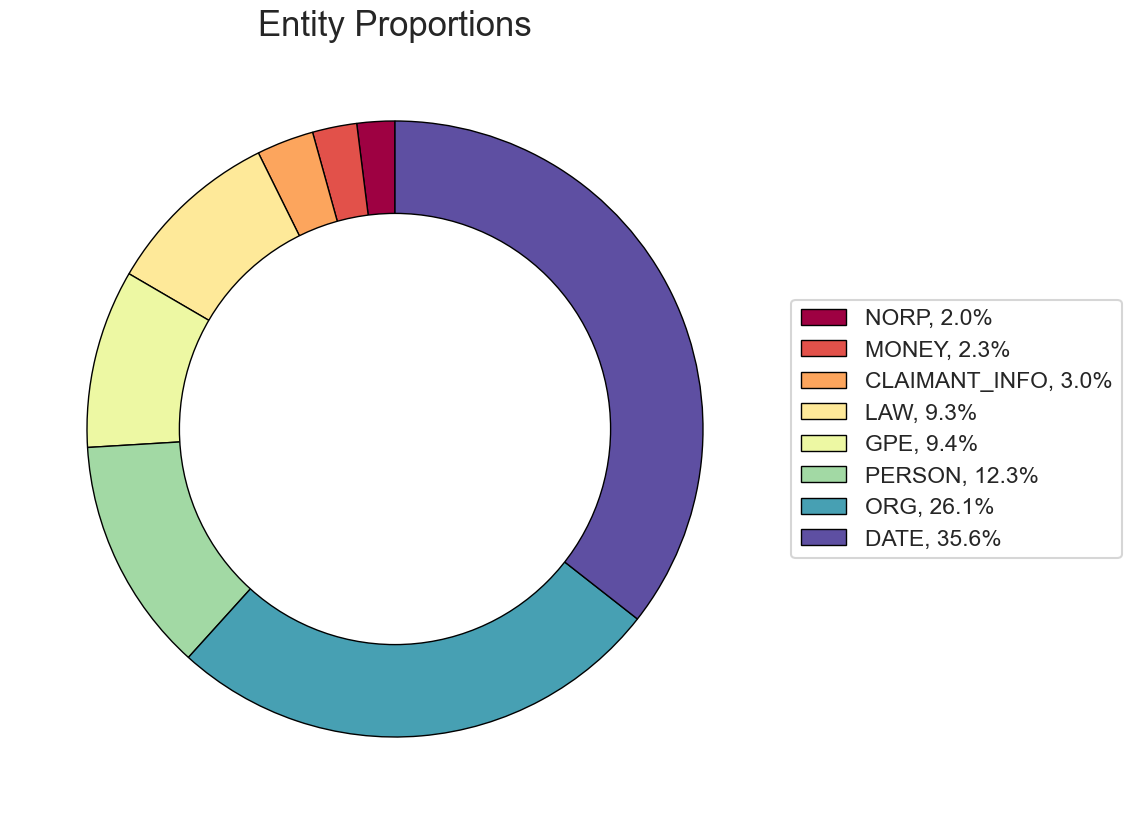 Entity Proportions
NORP, 2.0%
MONEY, 2.3%
CLAIMANT_INFO, 3.0%
LAW, 9.3%
GPE, 9.4%
PERSON, 12.3%
ORG, 26.1%
DATE, 35.6%